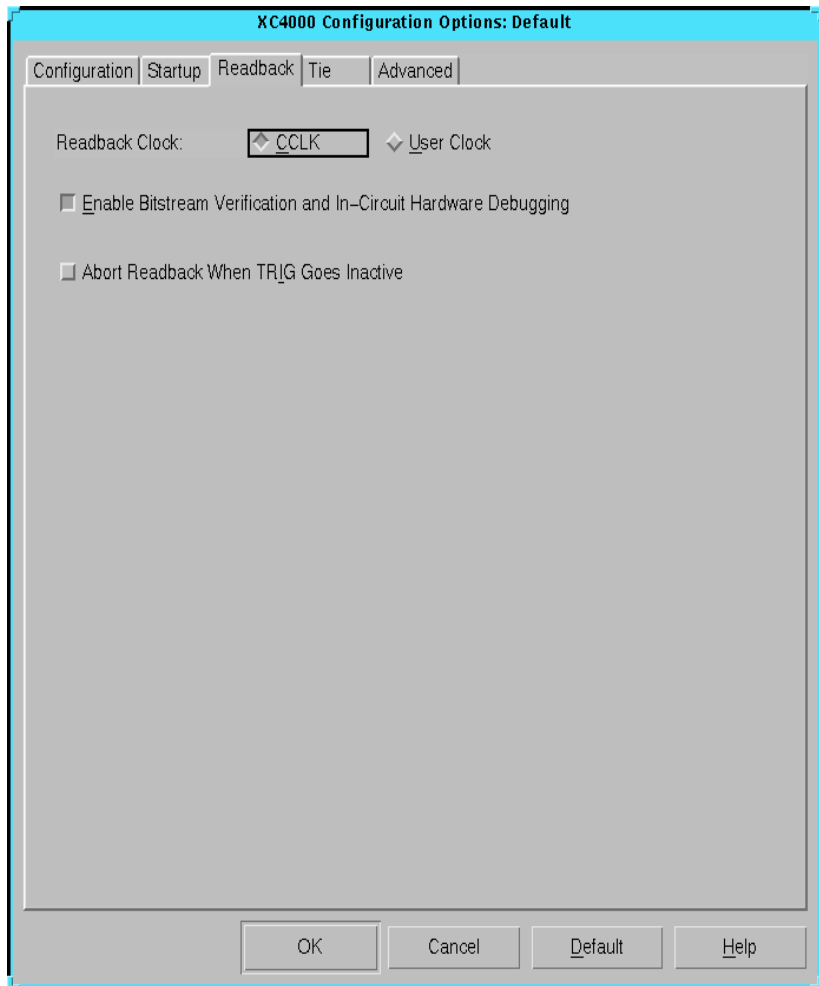 XC4000 Configuration Options: Default
Configuration Startup Readback Tie Advanced
Readback Clock: CCLK User Clock
Enable Bitstream Verification and In-Circuit Hardware Debugging
Abort Readback When TRIG Goes Inactive
OK Cancel Default Help